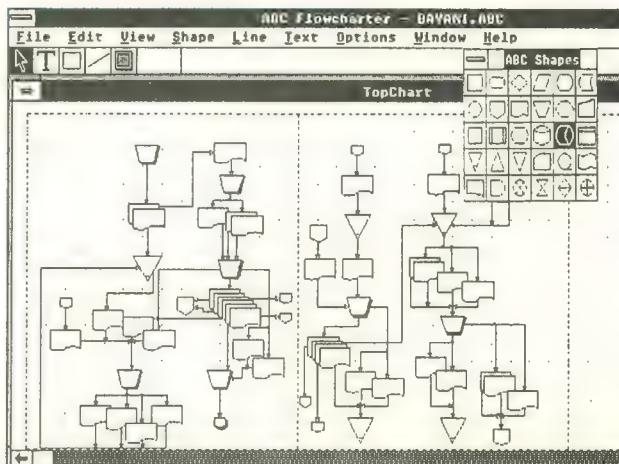 ABC Flowcharter - BAYANI.ABC
File Edit View Shape Line Text Options Window Help
T
ABC Shapes
TopChart